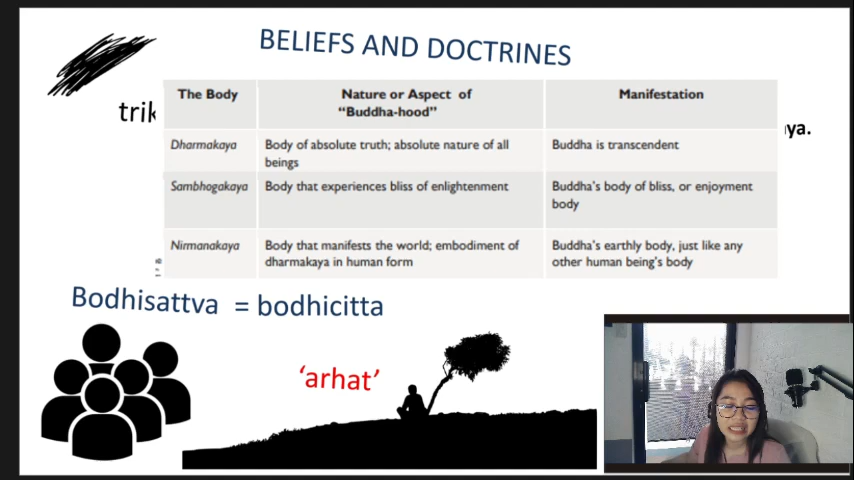 BELIEFS AND DOCTRINES
trik
ya.
The Body
Nature or Aspect of
“Buddha-hood”
Manifestation
Dharmakaya
Body of absolute truth; absolute nature of all
beings
Buddha is transcendent
Sambhogakaya
Body that experiences bliss of enlightenment
Buddha’s body of bliss, or enjoyment
body
Nirmanakaya
Body that manifests the world; embodiment of
dharmakaya in human form
Buddha’s earthly body, just like any
other human being’s body
Bodhisattva = bodhicitta
‘arhat’